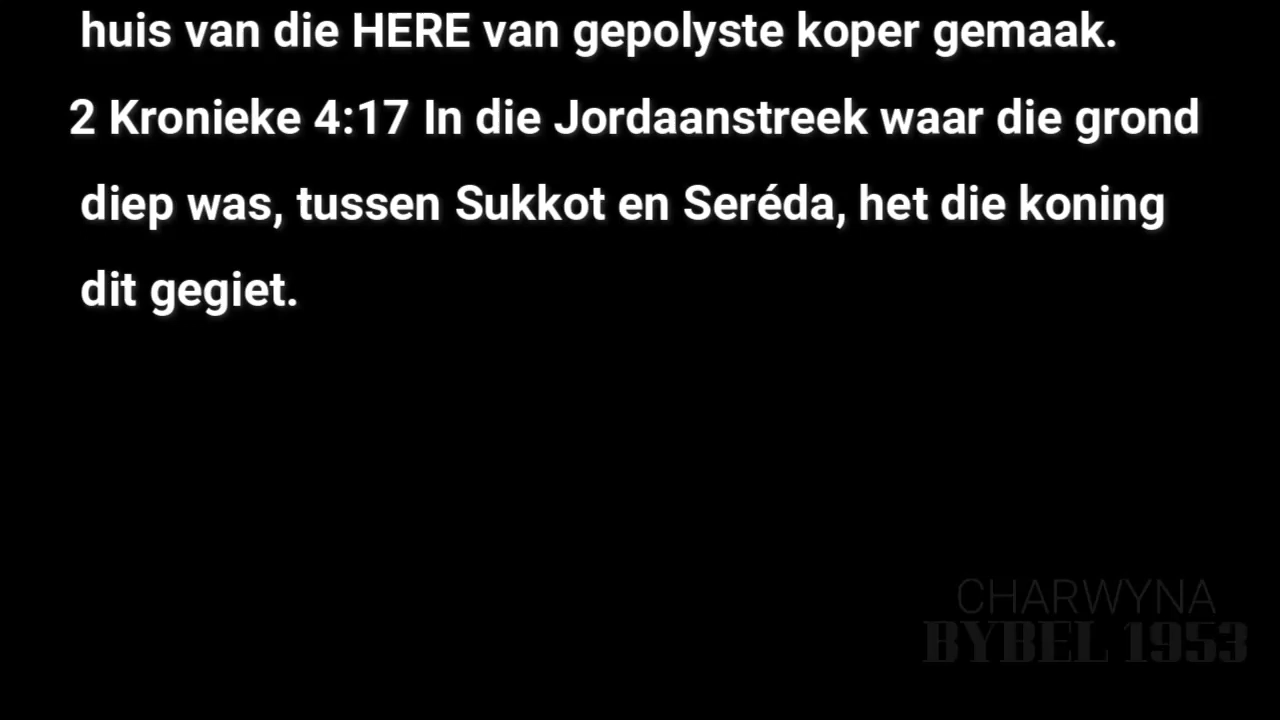 huis van die HERE van gepolyste koper gemaak.
2 Kronieke 4:17 In die Jordaanstreek waar die grond
diep was, tussen Sukkot en Seréda, het die koning
dit gegiet.
CHARWYNA
BYBEL 1953